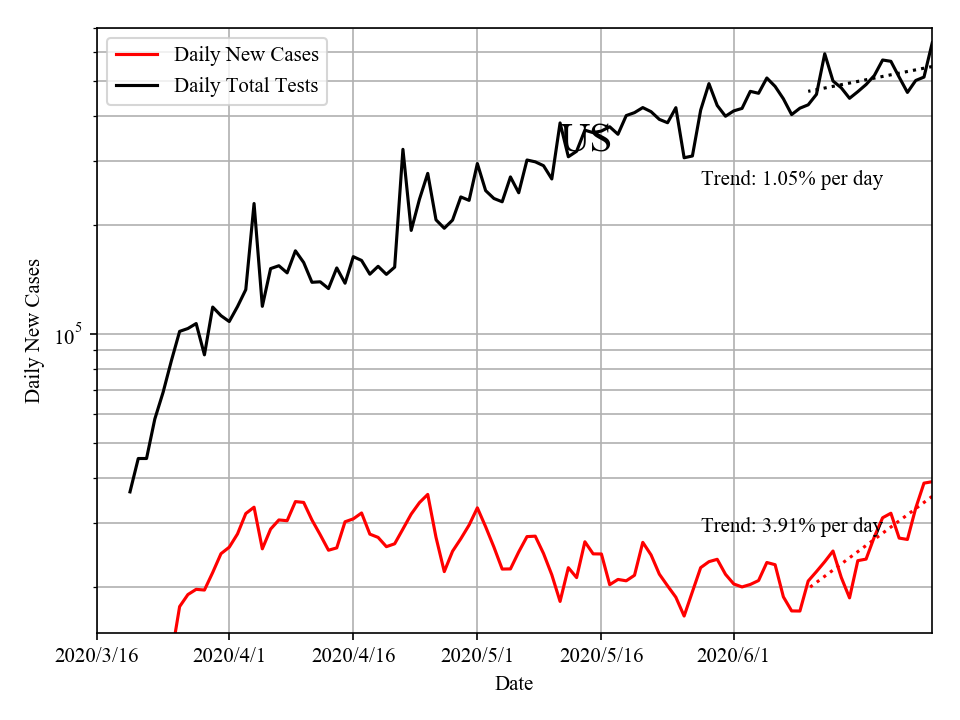 Daily New Cases
Daily Total Tests
US
Trend: 1.05% per day
Daily New Cases
10^5
Trend: 3.91% per day
2020/3/16 2020/4/1 2020/4/16 2020/5/1 2020/5/16 2020/6/1
Date